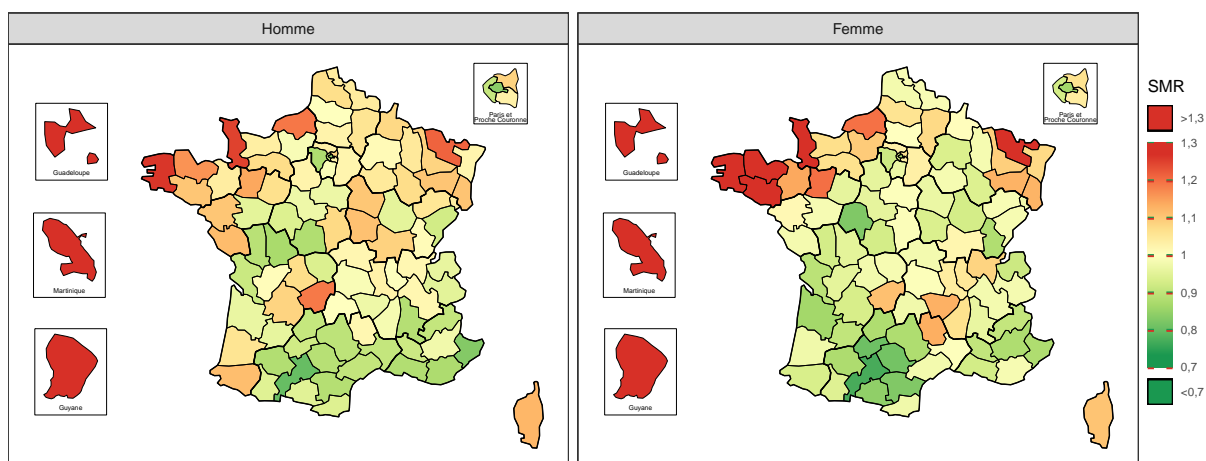 Homme
Femme
Paris et
Proche Couronne
Guadeloupe
Martinique
Guyane
Paris et
Proche Couronne
Guadeloupe
Martinique
Guyane
SMR
>1,3
1,3
1,2
1,1
1
0,9
0,8
0,7
<0,7